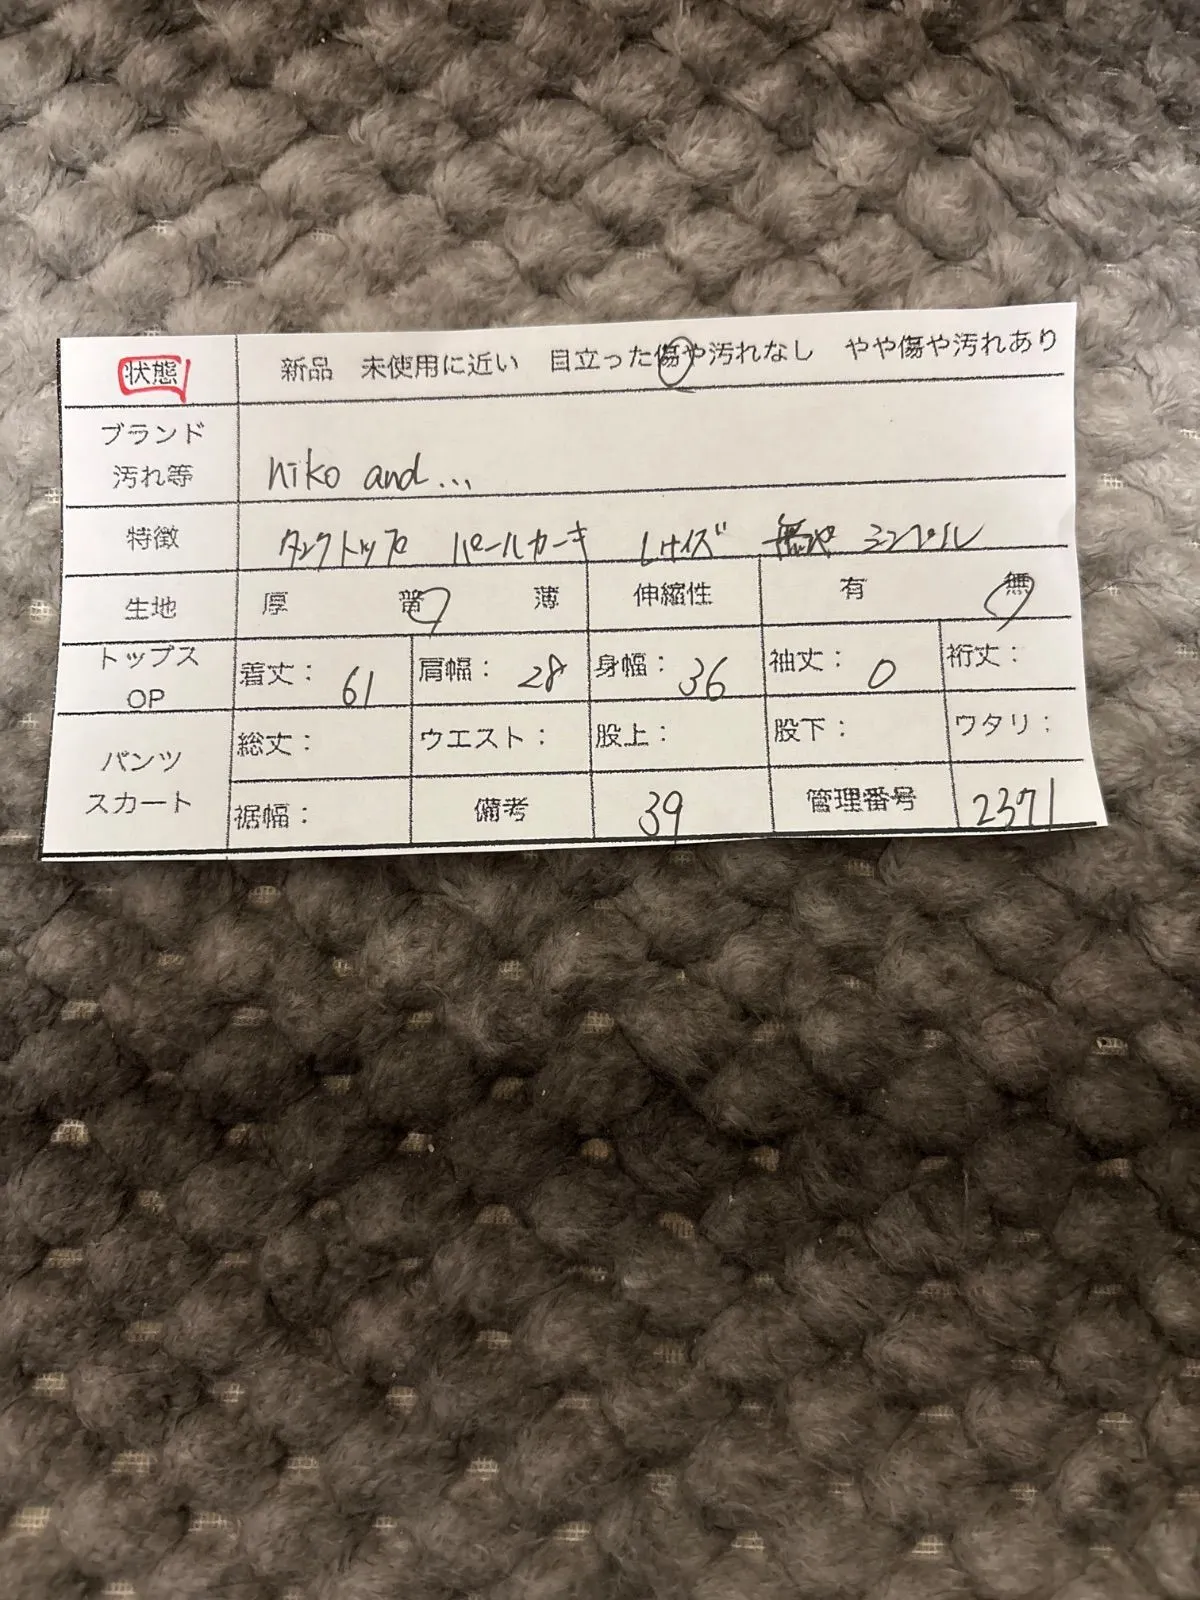 状態 新品 未使用に近い 目立った傷や汚れなし やや傷や汚れあり
ブランド
汚れ等 niko and...
特徴 タンクトップ パールカーキ Lサイズ 無地 シンプル
生地 厚 普 薄 伸縮性 有 無
トップス
OP 着丈: 61 肩幅: 28 身幅: 36 袖丈: 0 裄丈:
パンツ
スカート 総丈: ウエスト: 股上: 股下: ワタリ:
裾幅: 備考 39 管理番号 2371